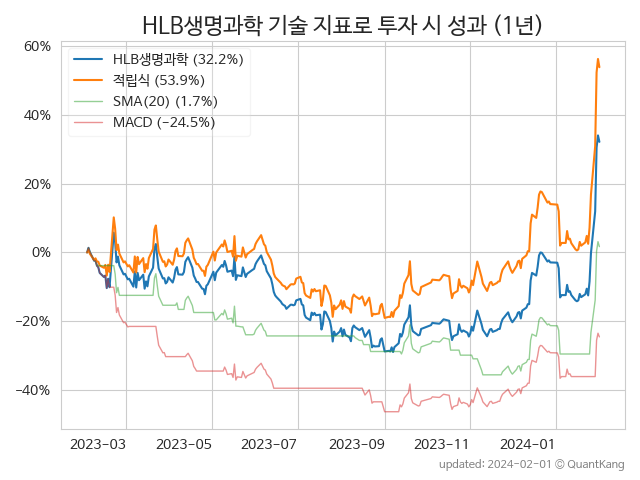 HLB생명과학 기술 지표로 투자 시 성과 (1년)
60%
40%
20%
0%
−20%
−40%
HLB생명과학 (32.2%)
적립식 (53.9%)
SMA(20) (1.7%)
MACD (−24.5%)
2023−03 2023−05 2023−07 2023−09 2023−11 2024−01
updated: 2024-02-01 © QuantKang